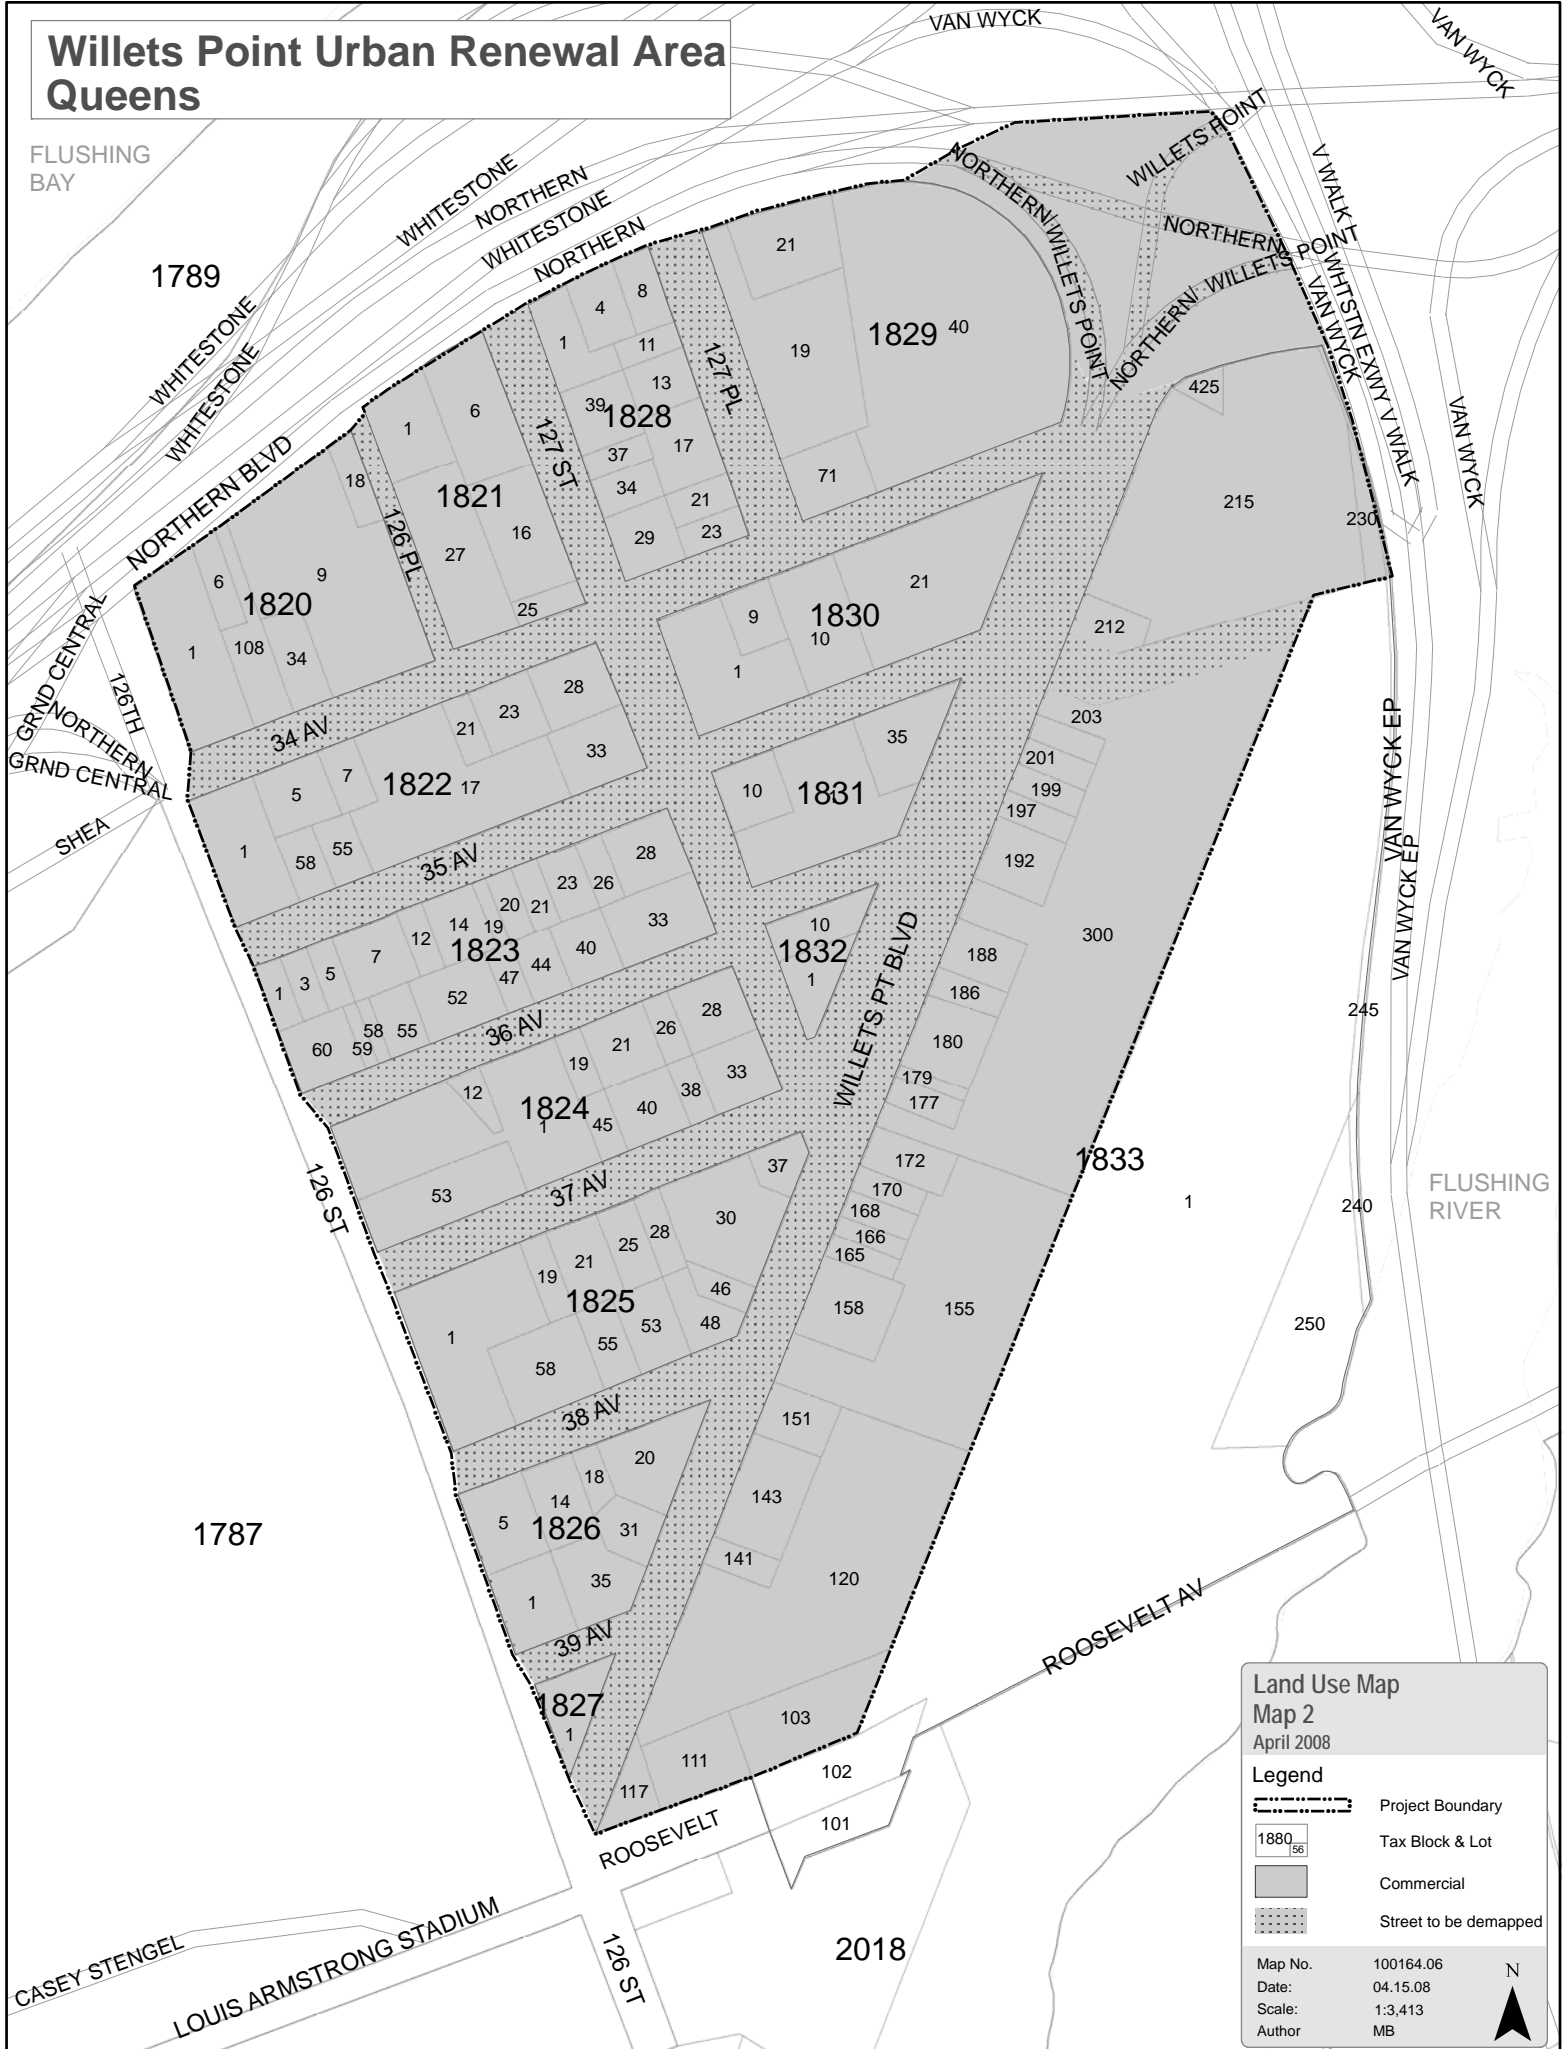 Willets Point Urban Renewal Area
Queens
VAN WYCK
VAN WYCK
FLUSHING
BAY
WHITESTONE
NORTHERN
WHITESTONE
NORTHERN
WILLETS POINT
NORTHERN/WILLETS POINT
NORTHERN
NORTHERN/ WILLETS POINT
V WALK
WHTSTN EXWY V WALK
VAN WYCK
VAN WYCK
1789
WHITESTONE
WHITESTONE
NORTHERN BLVD
GRND CENTRAL
NORTHERN
GRND CENTRAL
126TH
SHEA
21
19
1829
40
71
127 PL
4
8
1
11
13
39
1828
37
17
34
21
29
23
127 ST
1
6
1821
27
16
25
126 PL
18
6
9
1820
1
108
34
425
215
230
212
34 AV
28
23
21
33
7
5
1822
17
1
58
55
9
1830
21
10
1
35
10
1831
1
203
201
199
197
192
35 AV
28
23
26
20
21
14
19
33
12
1823
40
7
44
5
47
3
1
52
58
55
60
59
10
1832
1
WILLETS PT BLVD
300
188
186
180
179
177
36 AV
28
26
21
19
33
12
38
1824
40
1
45
53
126 ST
37 AV
37
30
28
25
21
19
46
1825
48
53
55
1
58
172
170
168
166
165
158
155
1833
1
VAN WYCK EP
VAN WYCK EP
245
240
250
FLUSHING
RIVER
38 AV
20
18
14
5
1826
31
35
1
151
143
141
120
39 AV
1827
1
103
111
117
102
101
1787
ROOSEVELT AV
ROOSEVELT
CASEY STENGEL
LOUIS ARMSTRONG STADIUM
126 ST
2018
Land Use Map
Map 2
April 2008
Legend
Project Boundary
1880 56 Tax Block & Lot
Commercial
Street to be demapped
Map No. 100164.06
Date: 04.15.08
Scale: 1:3,413
Author MB
N